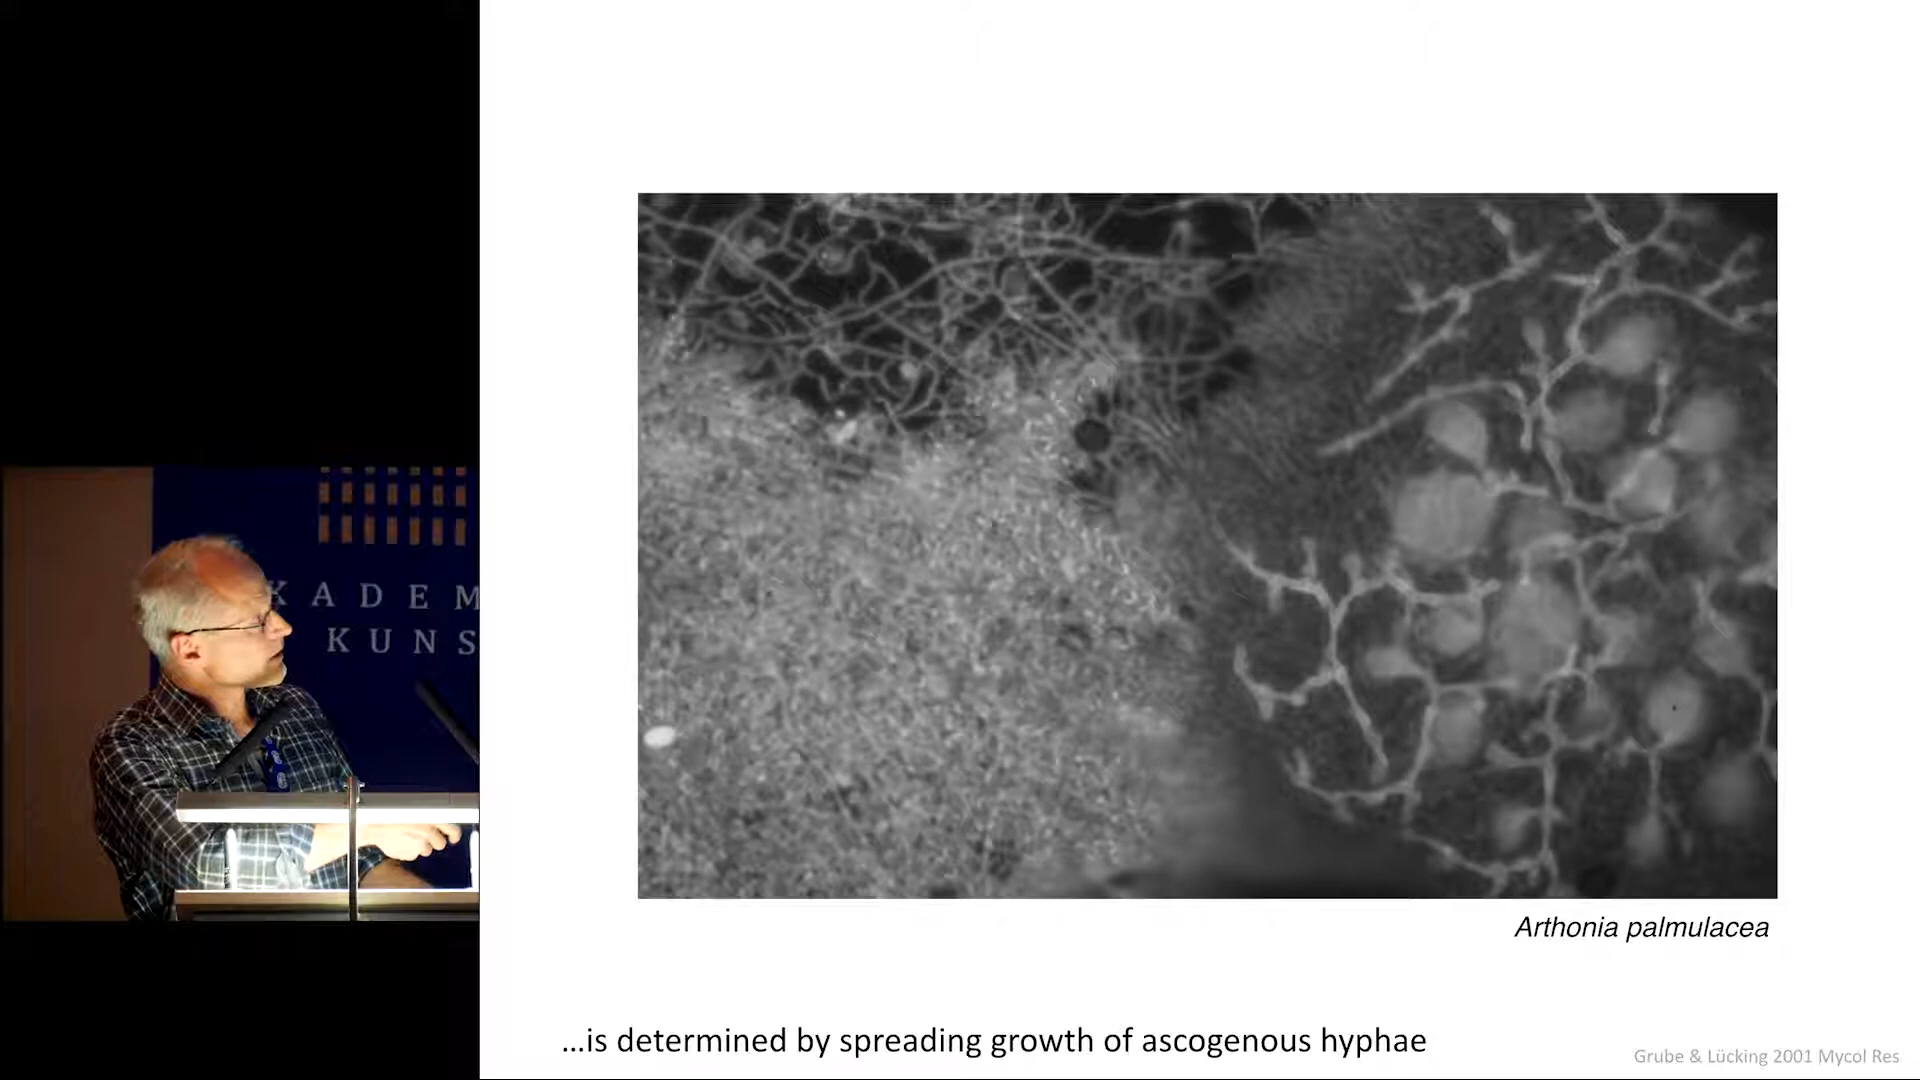 KADEM
KUNS
Arthonia palmulacea
...is determined by spreading growth of ascogenous hyphae
Grube & Lücking 2001 Mycol Res